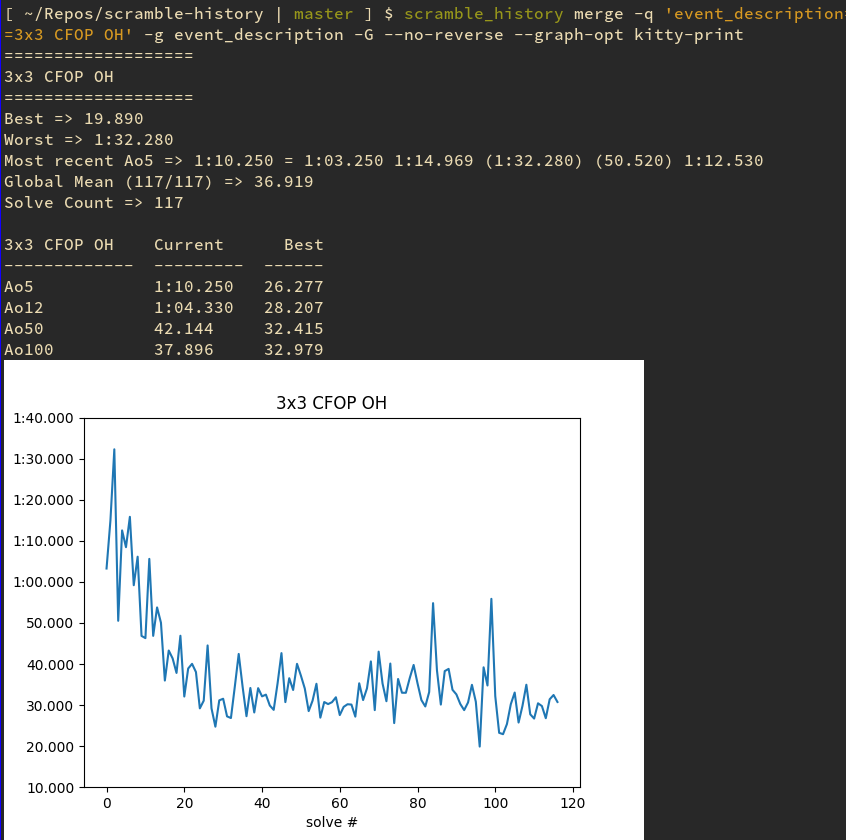 [ ~/Repos/scramble-history | master ] $ scramble_history merge -q 'event_description=
=3x3 CFOP OH' -g event_description -G --no-reverse --graph-opt kitty-print
===================
3x3 CFOP OH
===================
Best => 19.890
Worst => 1:32.280
Most recent Ao5 => 1:10.250 = 1:03.250 1:14.969 (1:32.280) (50.520) 1:12.530
Global Mean (117/117) => 36.919
Solve Count => 117
3x3 CFOP OH    Current      Best
-------------  ---------  ------
Ao5            1:10.250   26.277
Ao12           1:04.330   28.207
Ao50           42.144     32.415
Ao100          37.896     32.979
3x3 CFOP OH
1:40.000
1:30.000
1:20.000
1:10.000
1:00.000
50.000
40.000
30.000
20.000
10.000
0 20 40 60 80 100 120
solve #